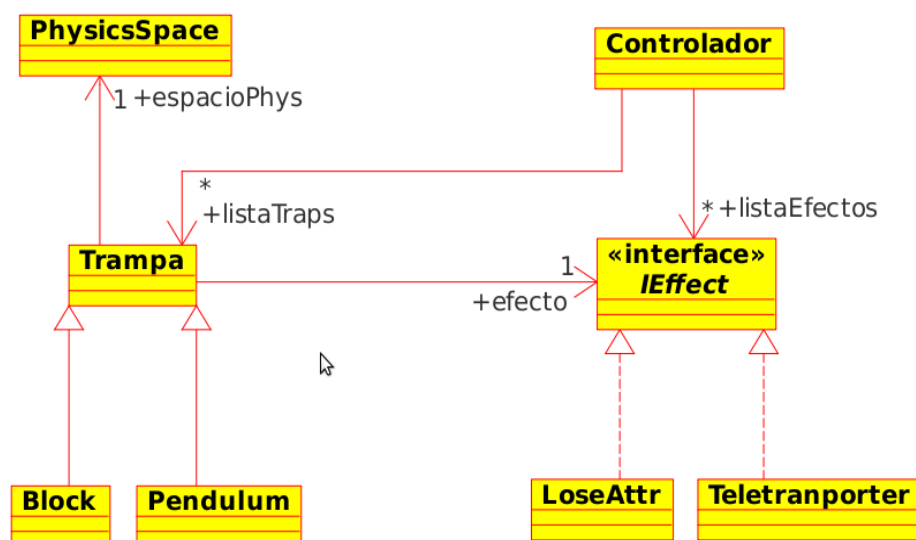 PhysicsSpace
Controlador
1 +espacioPhys
*
+listaTraps
* +listaEfectos
Trampa
«interface»
IEffect
1
+efecto
Block
Pendulum
LoseAttr
Teletranporter